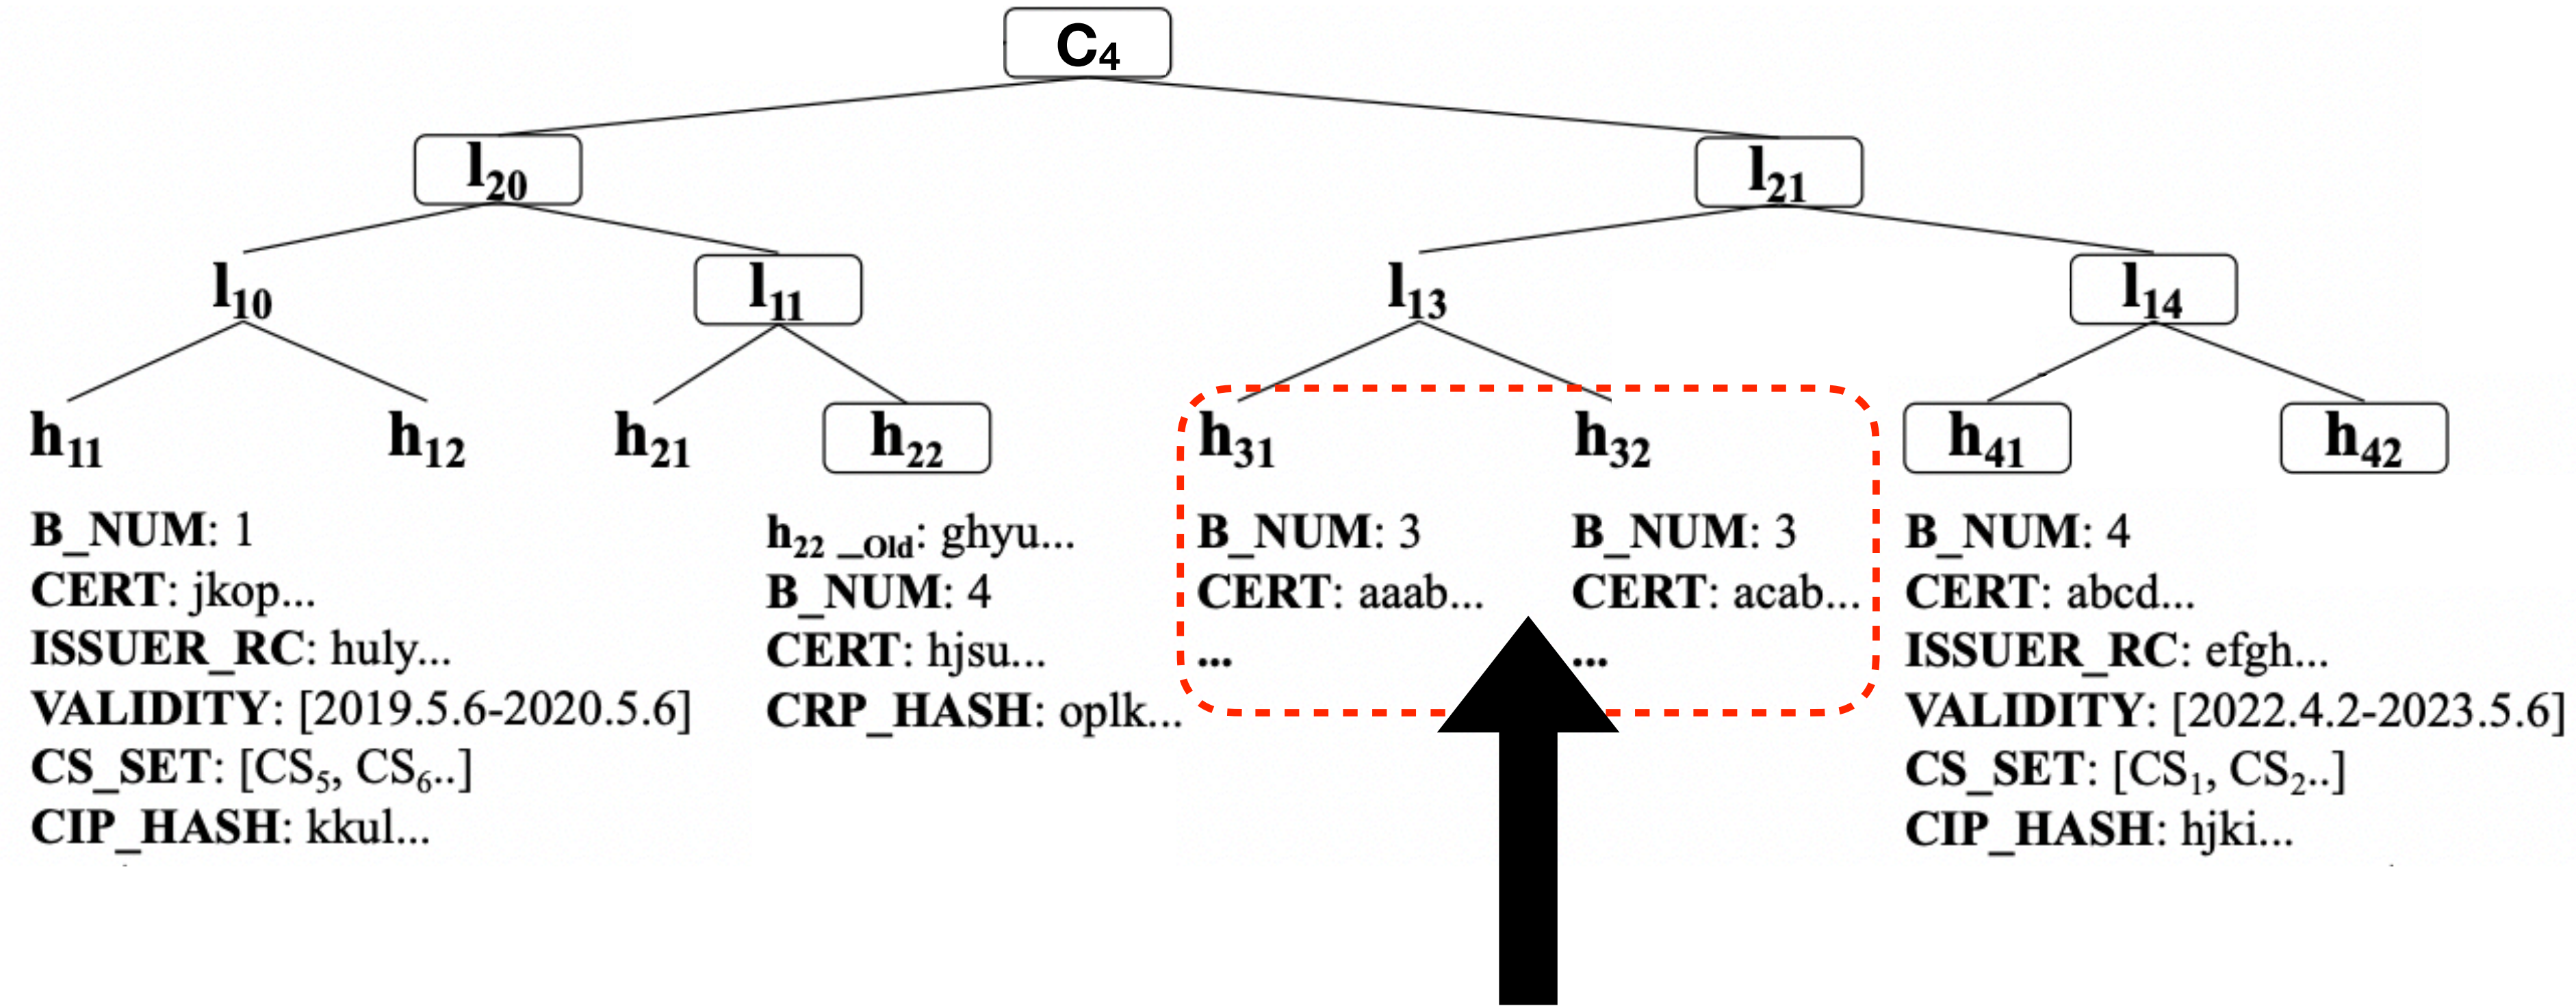 C4
l20
l21
l10
l11
l13
l14
h11
h12
h21
h22
h31
h32
h41
h42
B_NUM: 1
CERT: jkop...
ISSUER_RC: huly...
VALIDITY: [2019.5.6-2020.5.6]
CS_SET: [CS5, CS6..]
CIP_HASH: kkul...
h22 _Old: ghyu...
B_NUM: 4
CERT: hjsu...
CRP_HASH: oplk...
B_NUM: 3
CERT: aaab...
...
B_NUM: 3
CERT: acab...
...
B_NUM: 4
CERT: abcd...
ISSUER_RC: efgh...
VALIDITY: [2022.4.2-2023.5.6]
CS_SET: [CS1, CS2..]
CIP_HASH: hjki...